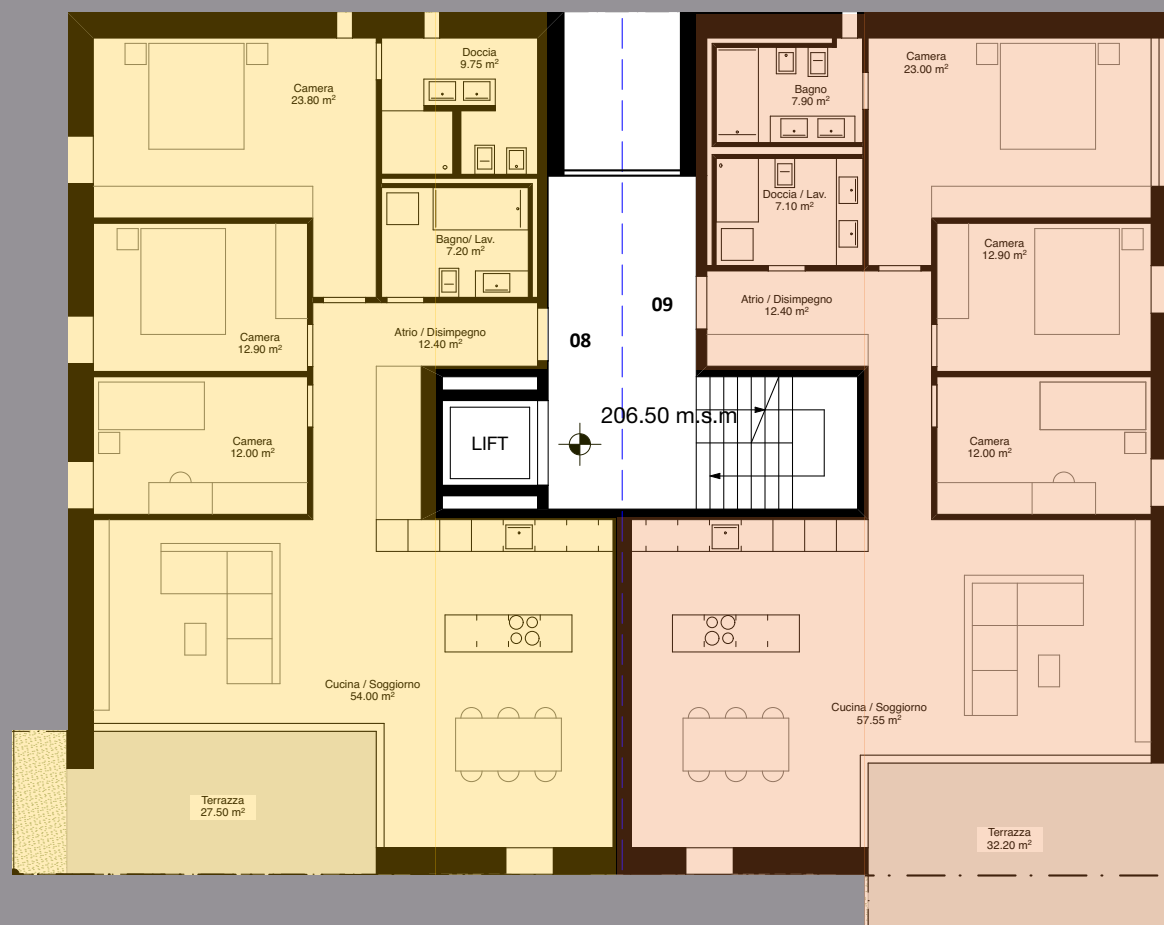 Doccia
9.75 m²
Camera
23.80 m²
Bagno
7.90 m²
Camera
23.00 m²
Doccia / Lav.
7.10 m²
Bagno/ Lav.
7.20 m²
Camera
12.90 m²
Atrio / Disimpegno
12.40 m²
09
08
Atrio / Disimpegno
12.40 m²
Camera
12.90 m²
206.50 m.s.m
LIFT
Camera
12.00 m²
Camera
12.00 m²
Cucina / Soggiorno
54.00 m²
Cucina / Soggiorno
57.55 m²
Terrazza
27.50 m²
Terrazza
32.20 m²